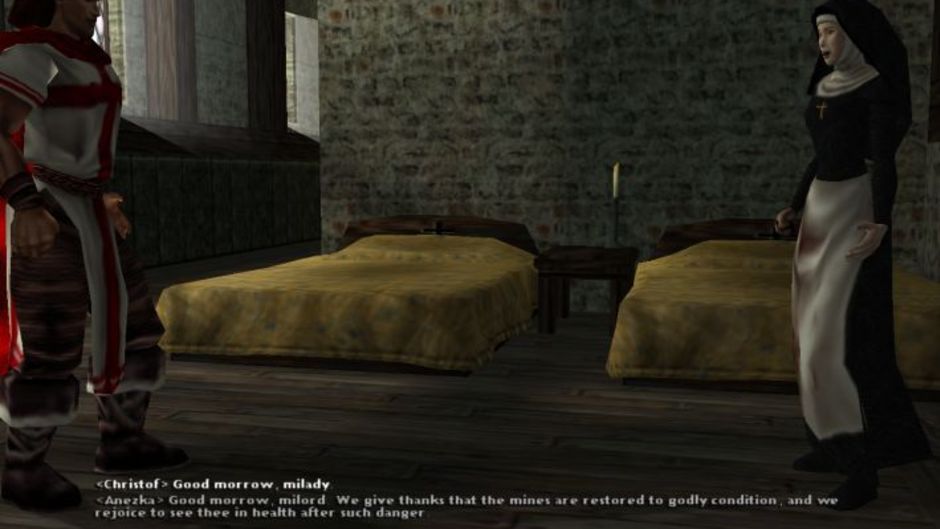 <Christof> Good morrow, milady.
<Anezka> Good morrow, milord. We give thanks that the mines are restored to godly condition, and we
rejoice to see thee in health after such danger.